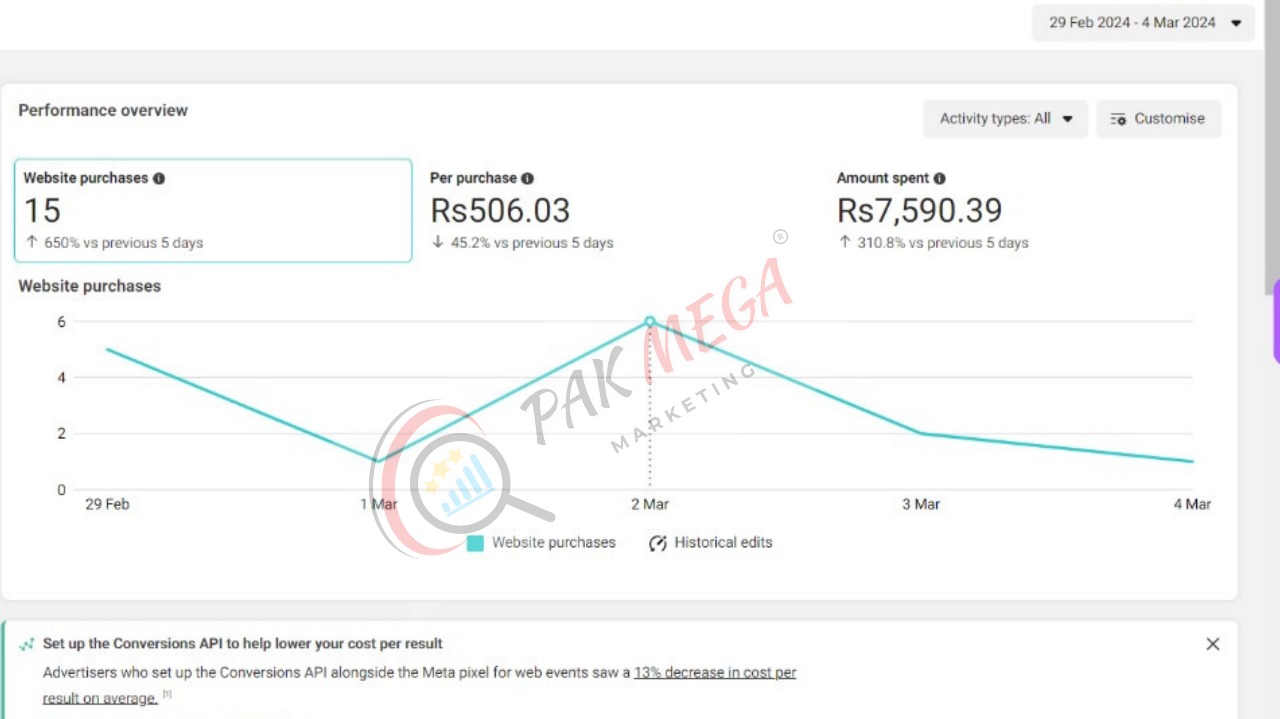 29 Feb 2024 - 4 Mar 2024
Performance overview
Activity types: All
Customise
Website purchases
15
↑ 650% vs previous 5 days
Per purchase
Rs506.03
↓ 45.2% vs previous 5 days
Amount spent
Rs7,590.39
↑ 310.8% vs previous 5 days
Website purchases
6
4
2
0
29 Feb
1 Mar
2 Mar
3 Mar
4 Mar
PAK MEGA ®
MARKETING
Website purchases
Historical edits
Set up the Conversions API to help lower your cost per result
Advertisers who set up the Conversions API alongside the Meta pixel for web events saw a 13% decrease in cost per
result on average. [1]